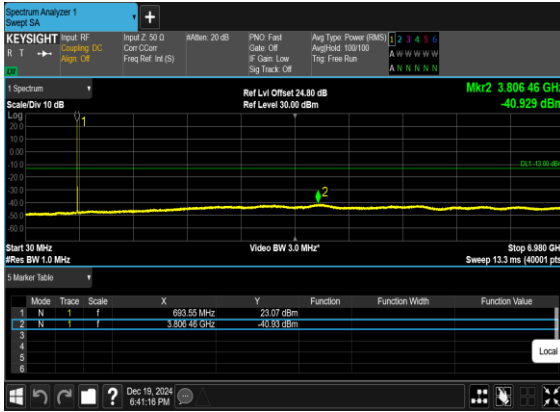 Spectrum Analyzer 1
Swept SA
+
KEYSIGHT Input: RF Input Z: 50 Ω #Atten: 20 dB PNO: Fast Avg Type: Power (RMS) 1 2 3 4 5 6
R T Coupling: DC Corr CCorr Gate: Off Avg|Hold: 100/100 A W W W W W
Align: Off Freq Ref: Int (S) IF Gain: Low Trig: Free Run
Sig Track: Off A N N N N N
1 Spectrum
Scale/Div 10 dB
Ref Lvl Offset 24.80 dB
Ref Level 30.00 dBm
Mkr2 3.806 46 GHz
-40.929 dBm
Log
1
20.0
10.0
0.00
-10.0
DL1 -13.00 dBm
-20.0
-30.0
2
-40.0
-50.0
-60.0
Start 30 MHz Video BW 3.0 MHz* Stop 6.980 GHz
#Res BW 1.0 MHz Sweep 13.3 ms (40001 pts)
5 Marker Table
Mode Trace Scale X Y Function Function Width Function Value
1 N 1 f 693.55 MHz 23.07 dBm
2 N 1 f 3.806 46 GHz -40.93 dBm
3
4
5
6
Local
? Dec 19, 2024
6:41:16 PM